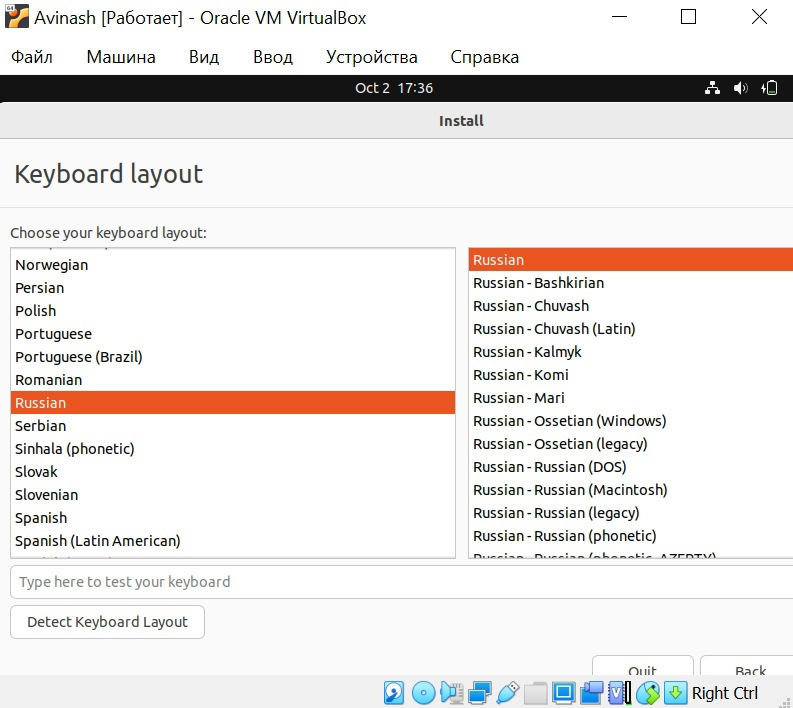 Avinash [Работает] - Oracle VM VirtualBox
Файл Машина Вид Ввод Устройства Справка
Oct 2 17:36
Install
Keyboard layout
Choose your keyboard layout:
Norwegian
Persian
Polish
Portuguese
Portuguese (Brazil)
Romanian
Russian
Serbian
Sinhala (phonetic)
Slovak
Slovenian
Spanish
Spanish (Latin American)
Russian
Russian - Bashkirian
Russian - Chuvash
Russian - Chuvash (Latin)
Russian - Kalmyk
Russian - Komi
Russian - Mari
Russian - Ossetian (Windows)
Russian - Ossetian (legacy)
Russian - Russian (DOS)
Russian - Russian (Macintosh)
Russian - Russian (legacy)
Russian - Russian (phonetic)
Russian - Russian (phonetic, AZERTY)
Type here to test your keyboard
Detect Keyboard Layout
Quit Back
Right Ctrl